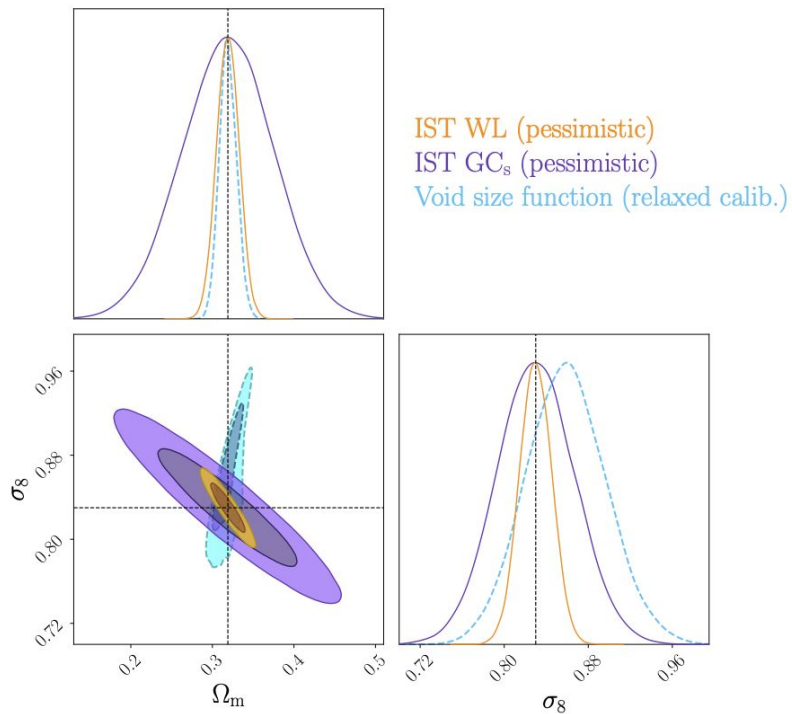 IST WL (pessimistic)
IST GCₛ (pessimistic)
Void size function (relaxed calib.)
σ₈
0.96
0.88
0.80
0.72
0.2
0.3
0.4
0.5
Ωₘ
0.72
0.80
0.88
0.96
σ₈